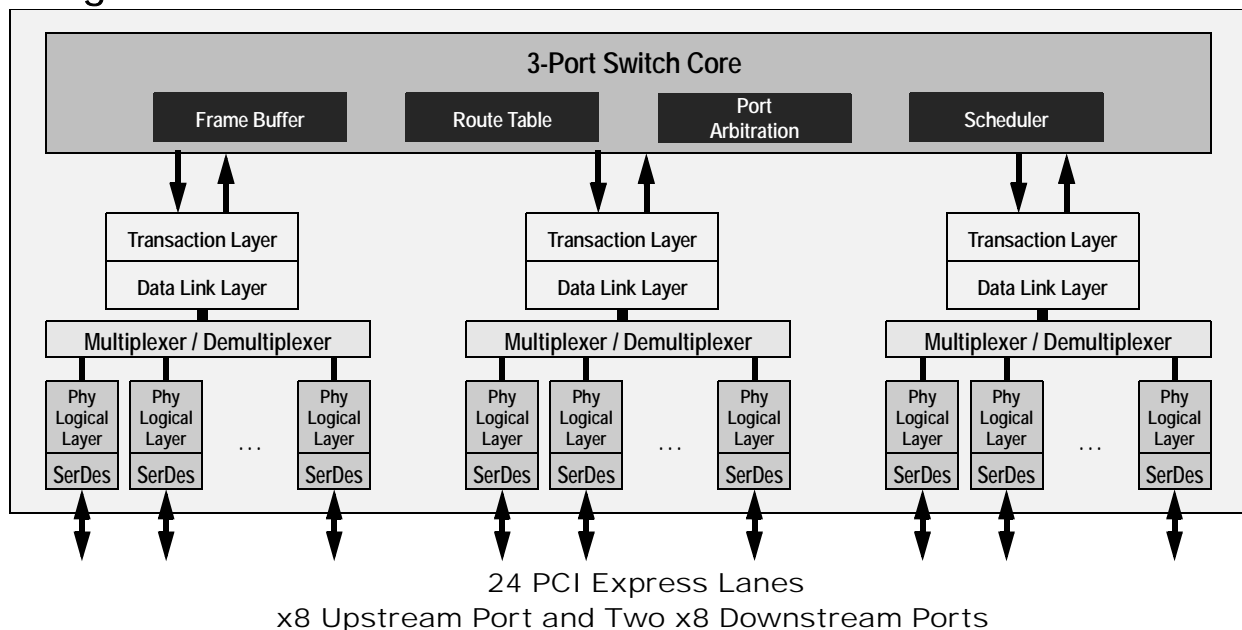 3-Port Switch Core
Frame Buffer
Route Table
Port
Arbitration
Scheduler
Transaction Layer
Transaction Layer
Transaction Layer
Data Link Layer
Data Link Layer
Data Link Layer
Multiplexer / Demultiplexer
Multiplexer / Demultiplexer
Multiplexer / Demultiplexer
Phy
Logical
Layer
Phy
Logical
Layer
...
Phy
Logical
Layer
Phy
Logical
Layer
Phy
Logical
Layer
...
Phy
Logical
Layer
Phy
Logical
Layer
Phy
Logical
Layer
...
Phy
Logical
Layer
SerDes
SerDes
SerDes
SerDes
SerDes
SerDes
SerDes
SerDes
SerDes
24 PCI Express Lanes
x8 Upstream Port and Two x8 Downstream Ports